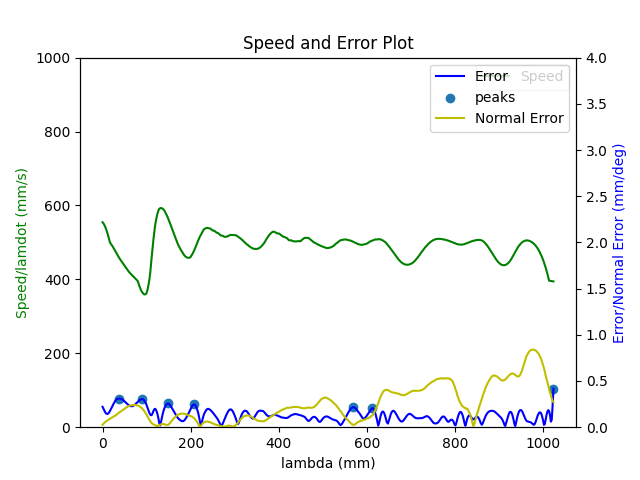 Speed and Error Plot
1000
800
600
400
200
0
Speed/lamdot (mm/s)
0
200
400
600
800
1000
lambda (mm)
4.0
3.5
3.0
2.5
2.0
1.5
1.0
0.5
0.0
Error/Normal Error (mm/deg)
Speed
Error
peaks
Normal Error